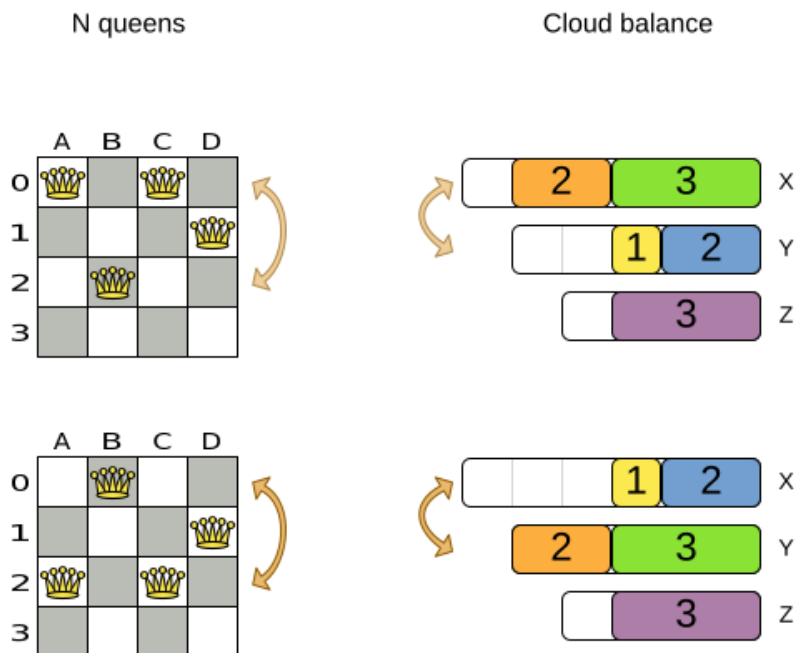 N queens
Cloud balance
A B C D
0
1
2
3
2 3 X
1 2 Y
3 Z
A B C D
0
1
2
3
1 2 X
2 3 Y
3 Z